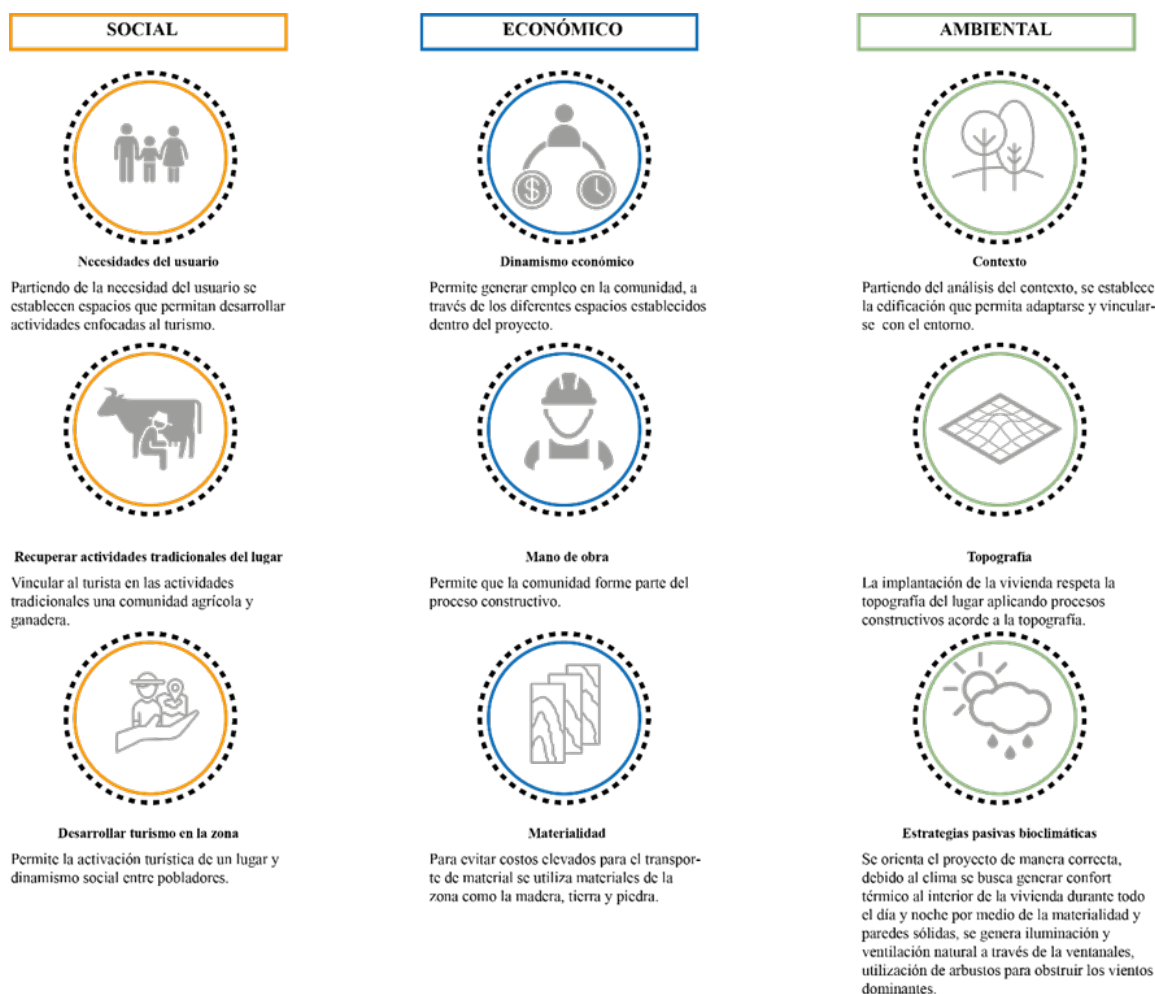 SOCIAL
Necesidades del usuario
Partiendo de la necesidad del usuario se
establecen espacios que permitan desarrollar
actividades enfocadas al turismo.
Recuperar actividades tradicionales del lugar
Vincular al turista en las actividades
tradicionales una comunidad agrícola y
ganadera.
Desarrollar turismo en la zona
Permite la activación turística de un lugar y
dinamismo social entre pobladores.
ECONÓMICO
$
Dinamismo económico
Permite generar empleo en la comunidad, a
través de los diferentes espacios establecidos
dentro del proyecto.
Mano de obra
Permite que la comunidad forme parte del
proceso constructivo.
Materialidad
Para evitar costos elevados para el transpor-
te de material se utiliza materiales de la
zona como la madera, tierra y piedra.
AMBIENTAL
Contexto
Partiendo del análisis del contexto, se establece
la edificación que permita adaptarse y vincular-
se con el entorno.
Topografía
La implantación de la vivienda respeta la
topografía del lugar aplicando procesos
constructivos acorde a la topografía.
Estrategias pasivas bioclimáticas
Se orienta el proyecto de manera correcta,
debido al clima se busca generar confort
térmico al interior de la vivienda durante todo
el día y noche por medio de la materialidad y
paredes sólidas, se genera iluminación y
ventilación natural a través de la ventanales,
utilización de arbustos para obstruir los vientos
dominantes.